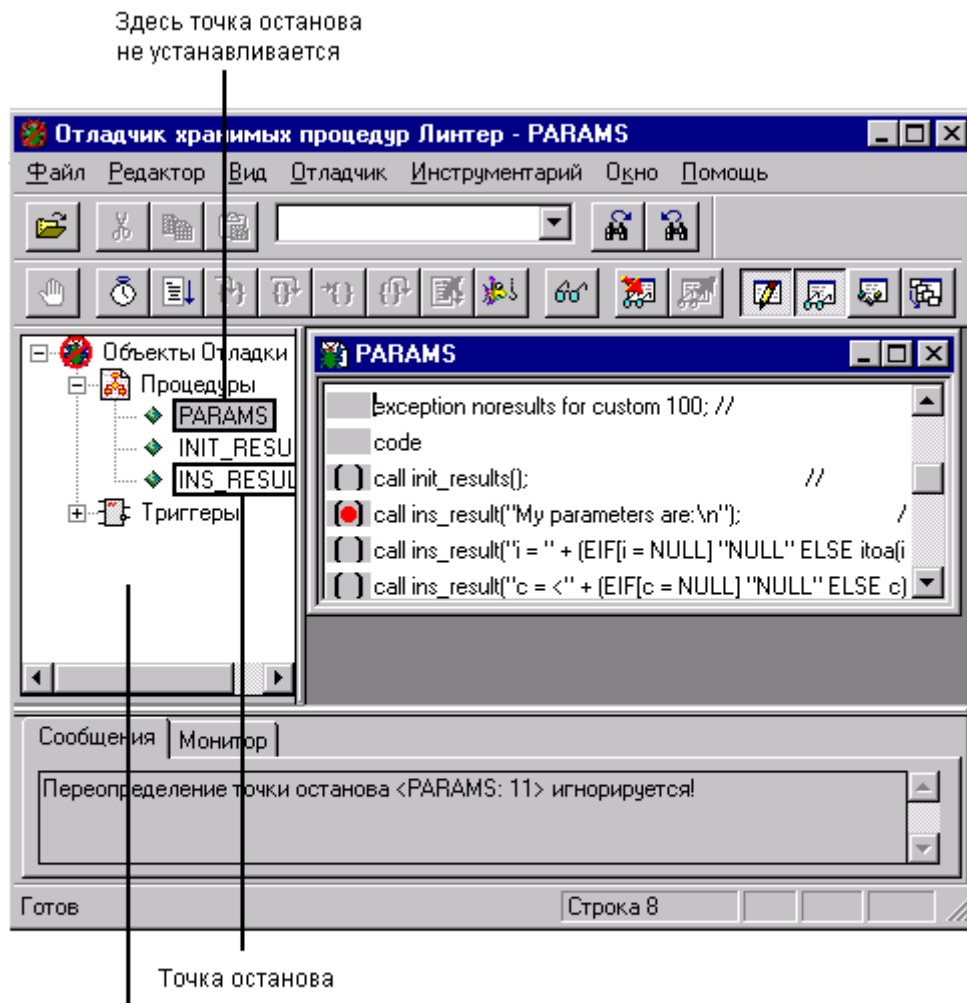 Здесь точка останова
не устанавливается
Отладчик хранимых процедур Линтер - PARAMS
Файл Редактор Вид Отладчик Инструментарий Окно Помощь
Объекты Отладки
Процедуры
PARAMS
INIT_RESU
INS_RESUL
Триггеры
PARAMS
exception noresults for custom 100; //
code
call init_results(); //
call ins_result("My parameters are:\n"); /
call ins_result("i = " + (EIF[i = NULL] "NULL" ELSE itoa(i
call ins_result("c = <" + (EIF[c = NULL] "NULL" ELSE c)
Сообщения Монитор
Переопределение точки останова <PARAMS: 11> игнорируется!
Готов Строка 8
Точка останова